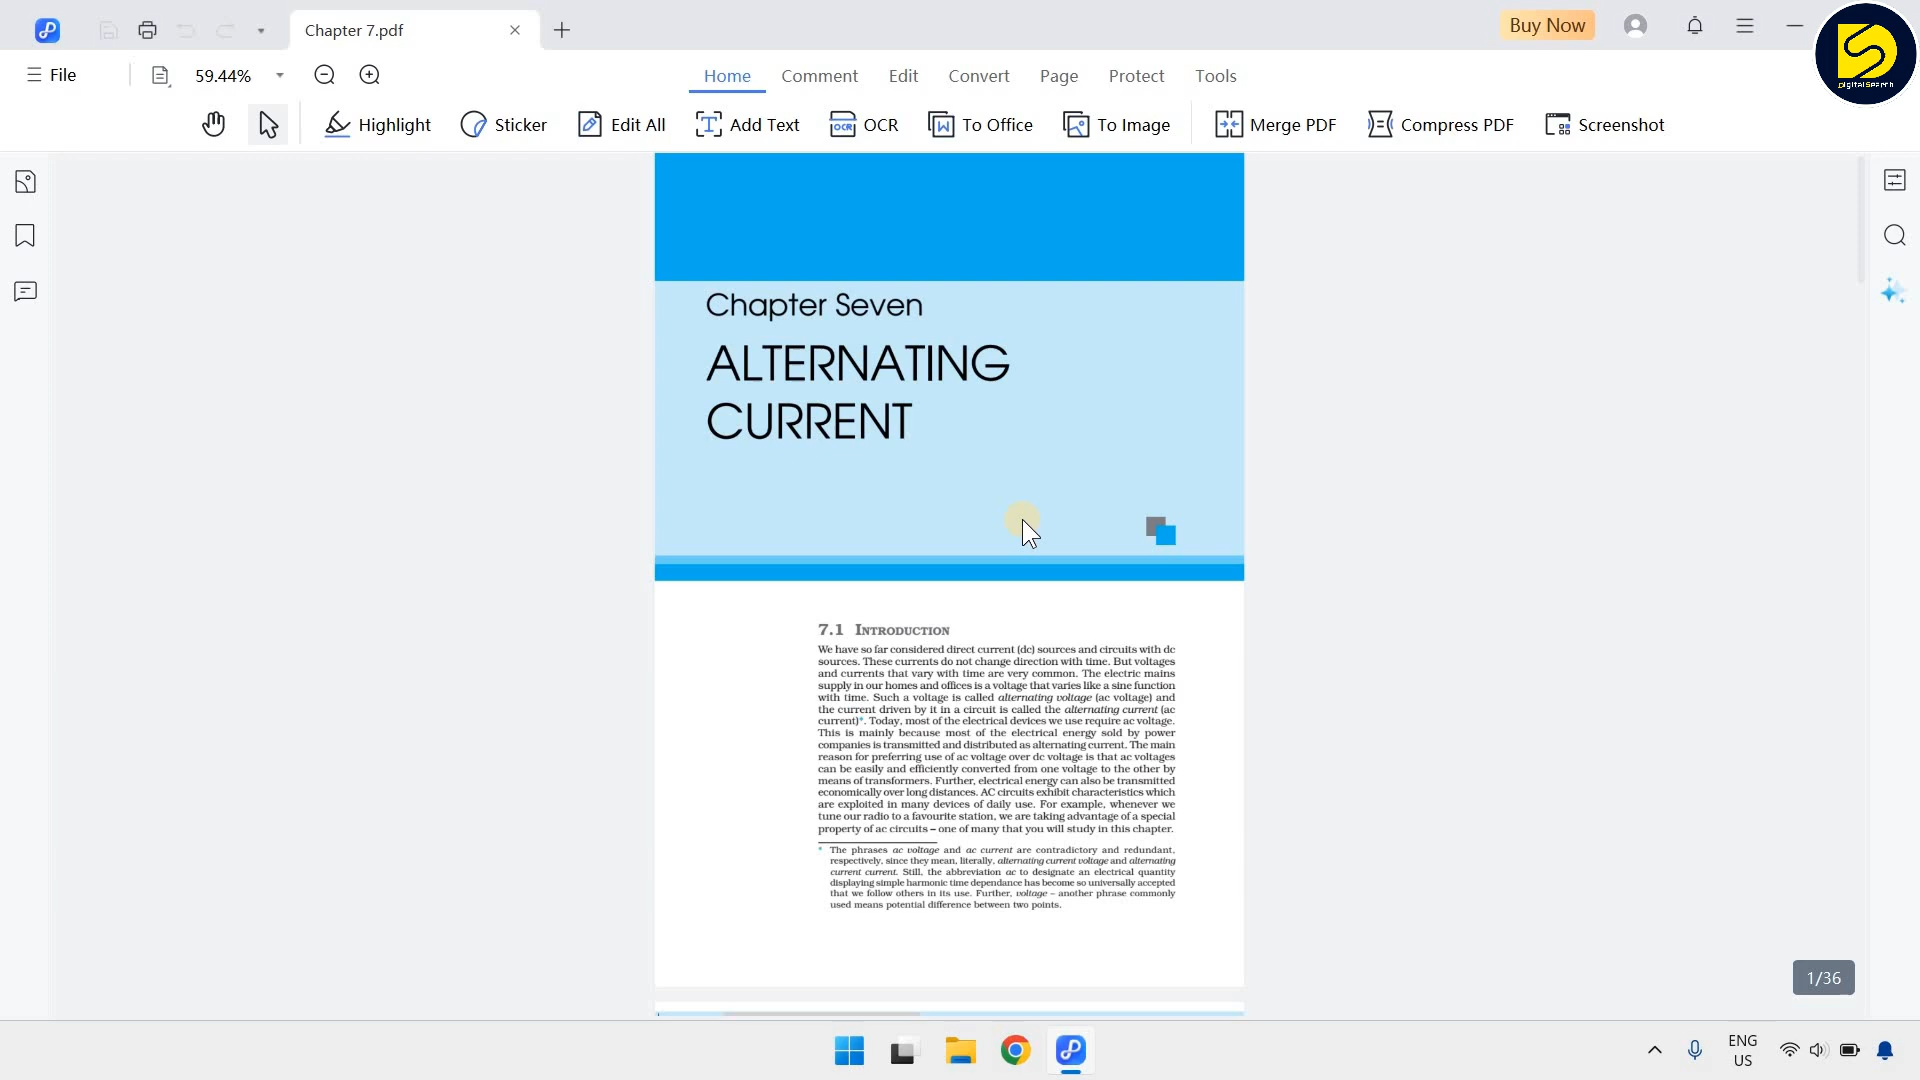 Chapter 7.pdf
Buy Now
File
59.44%
Home Comment Edit Convert Page Protect Tools
DigitalSearch
Highlight Sticker Edit All Add Text OCR To Office To Image Merge PDF Compress PDF Screenshot
Chapter Seven
ALTERNATING
CURRENT
7.1 INTRODUCTION
We have so far considered direct current (dc) sources and circuits with dc
sources. These currents do not change direction with time. But voltages
and currents that vary with time are very common. The electric mains
supply in our homes and offices is a voltage that varies like a sine function
with time. Such a voltage is called alternating voltage (ac voltage) and
the current driven by it in a circuit is called the alternating current (ac
current)*. Today, most of the electrical devices we use require ac voltage.
This is mainly because most of the electrical energy sold by power
companies is transmitted and distributed as alternating current. The main
reason for preferring use of ac voltage over dc voltage is that ac voltages
can be easily and efficiently converted from one voltage to the other by
means of transformers. Further, electrical energy can also be transmitted
economically over long distances. AC circuits exhibit characteristics which
are exploited in many devices of daily use. For example, whenever we
tune our radio to a favourite station, we are taking advantage of a special
property of ac circuits – one of many that you will study in this chapter.
* The phrases ac voltage and ac current are contradictory and redundant,
respectively, since they mean, literally, alternating current voltage and alternating
current current. Still, the abbreviation ac to designate an electrical quantity
displaying simple harmonic time dependance has become so universally accepted
that we follow others in its use. Further, voltage – another phrase commonly
used means potential difference between two points.
1/36
ENG
US